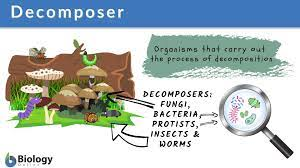 Decomposer
Organisms that carry out
the process of decomposition
DECOMPOSERS:
FUNGI,
BACTERIA,
PROTISTS,
INSECTS &
WORMS
Biology